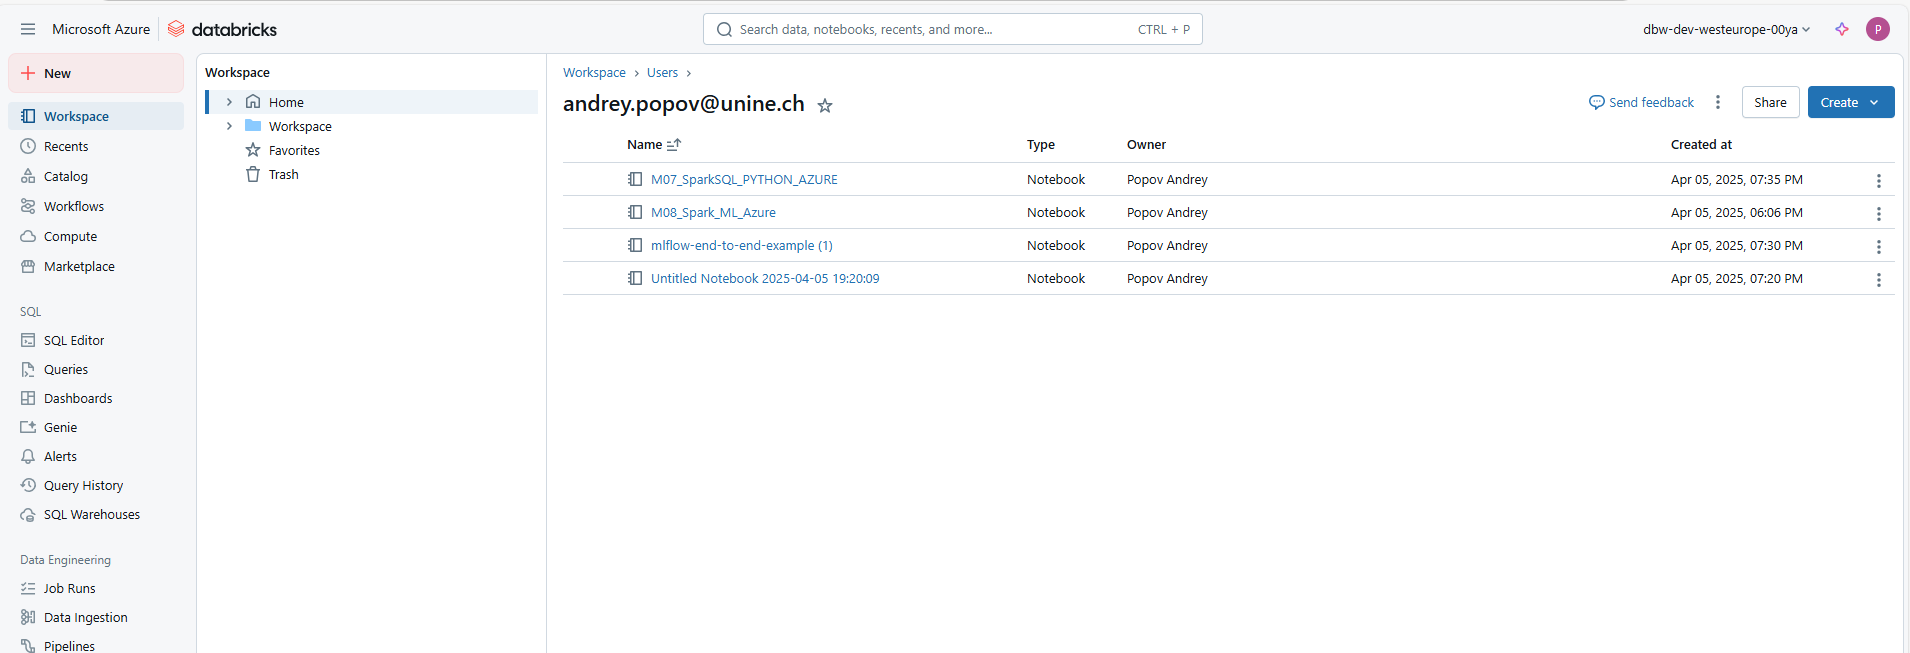 Microsoft Azure databricks
Search data, notebooks, recents, and more... CTRL + P
dbw-dev-westeurope-00ya P
New
Workspace
Recents
Catalog
Workflows
Compute
Marketplace
SQL
SQL Editor
Queries
Dashboards
Genie
Alerts
Query History
SQL Warehouses
Data Engineering
Job Runs
Data Ingestion
Pipelines
Workspace
Home
Workspace
Favorites
Trash
Workspace › Users ›
andrey.popov@unine.ch
Send feedback Share Create
Name Type Owner Created at
M07_SparkSQL_PYTHON_AZURE Notebook Popov Andrey Apr 05, 2025, 07:35 PM
M08_Spark_ML_Azure Notebook Popov Andrey Apr 05, 2025, 06:06 PM
mlflow-end-to-end-example (1) Notebook Popov Andrey Apr 05, 2025, 07:30 PM
Untitled Notebook 2025-04-05 19:20:09 Notebook Popov Andrey Apr 05, 2025, 07:20 PM